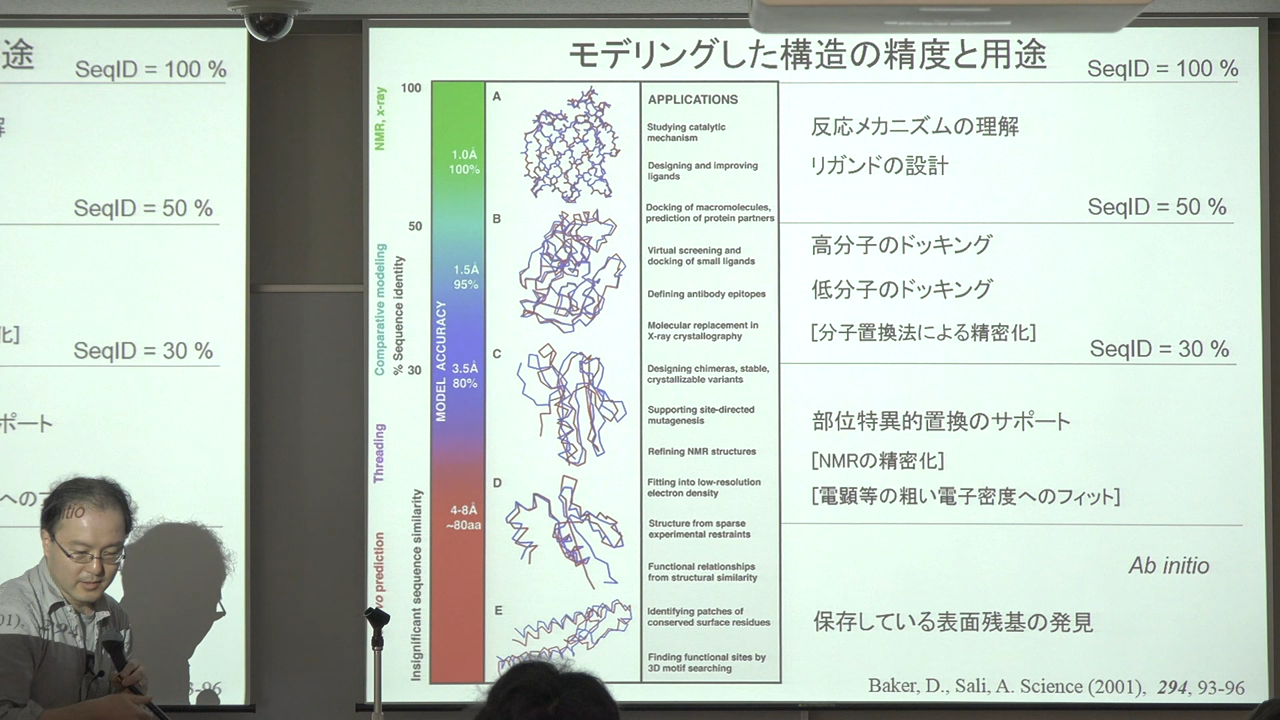 途
SeqID = 100 %
SeqID = 50 %
化]
SeqID = 30 %
ポート
へのフ
itio
3-96
モデリングした構造の精度と用途
SeqID = 100 %
100
50
30
NMR, x-ray
Comparative modeling
% Sequence identity
Threading
vo prediction
Insignificant sequence similarity
MODEL ACCURACY
1.0Å
100%
1.5Å
95%
3.5Å
80%
4-8Å
~80aa
A
B
C
D
E
APPLICATIONS
Studying catalytic
mechanism
Designing and improving
ligands
Docking of macromolecules,
prediction of protein partners
Virtual screening and
docking of small ligands
Defining antibody epitopes
Molecular replacement in
X-ray crystallography
Designing chimeras, stable,
crystallizable variants
Supporting site-directed
mutagenesis
Refining NMR structures
Fitting into low-resolution
electron density
Structure from sparse
experimental restraints
Functional relationships
from structural similarity
Identifying patches of
conserved surface residues
Finding functional sites by
3D motif searching
反応メカニズムの理解
リガンドの設計
SeqID = 50 %
高分子のドッキング
低分子のドッキング
[分子置換法による精密化]
SeqID = 30 %
部位特異的置換のサポート
[NMRの精密化]
[電顕等の粗い電子密度へのフィット]
Ab initio
保存している表面残基の発見
Baker, D., Sali, A. Science (2001), 294, 93-96